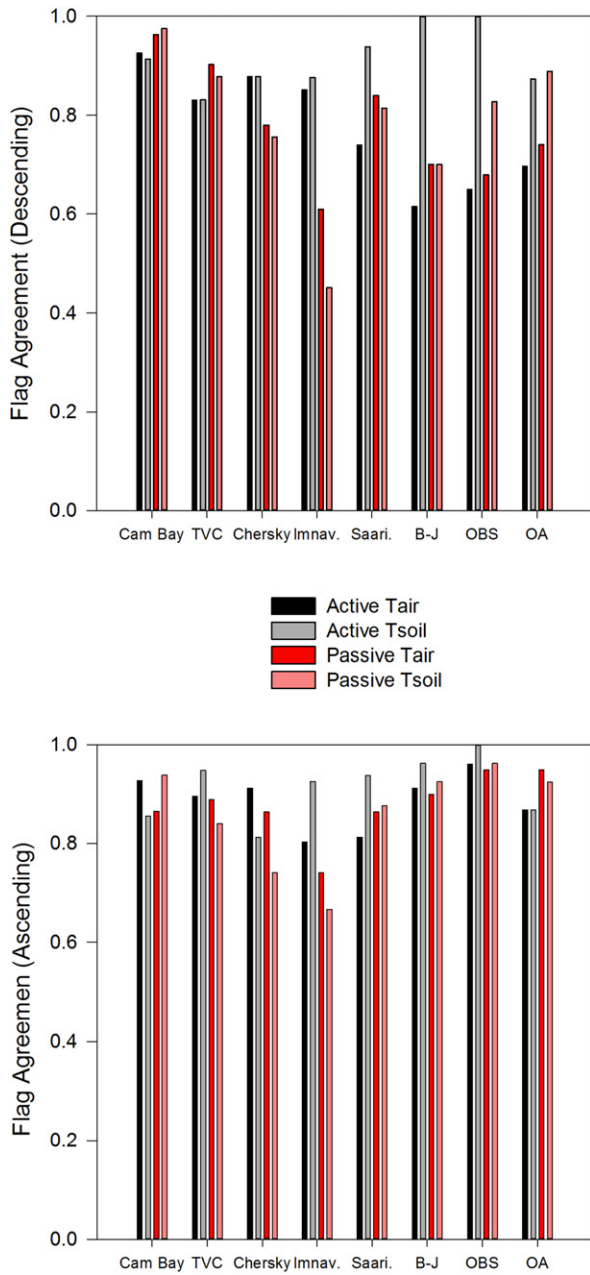 1.0
0.8
0.6
0.4
0.2
0.0
Flag Agreement (Descending)
Cam Bay TVC Chersky Imnav. Saari. B-J OBS OA
Active Tair
Active Tsoil
Passive Tair
Passive Tsoil
1.0
0.8
0.6
0.4
0.2
0.0
Flag Agreemen (Ascending)
Cam Bay TVC Chersky Imnav. Saari. B-J OBS OA